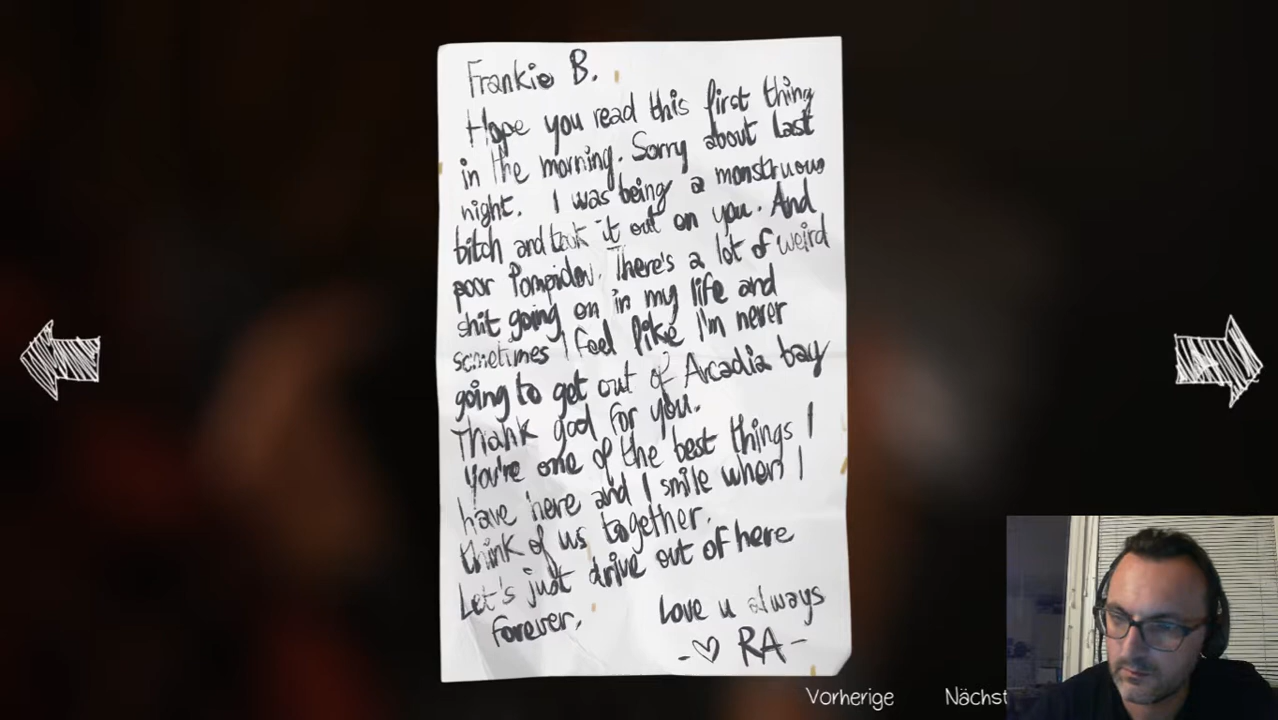 Frankie B.
Hope you read this first thing
in the morning. Sorry about last
night. I was being a monstruous
bitch and took it out on you. And
poor Pompidou. There's a lot of weird
shit going on in my life and
sometimes I feel like I'm never
going to get out of Arcadia bay
Thank god for you.
You're one of the best things I
have here and I smile when I
think of us together.
Let's just drive out of here
forever.
Love u always
-♡ RA-
Vorherige
Nächst